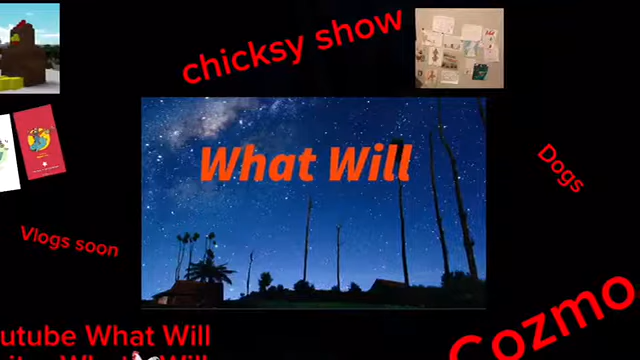 chicksy show
What Will
Dogs
Vlogs soon
Cozmo
utube What Will